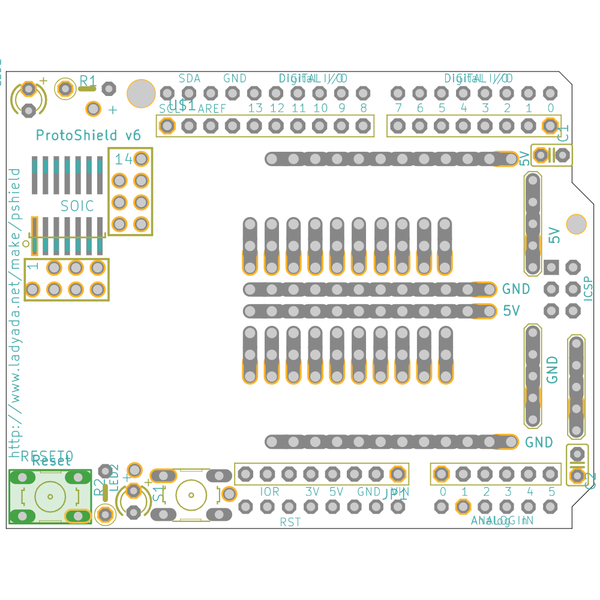 SDA GND Digital I/O Digital I/O
R1
U$1
SCL AREF 13 12 11 10 9 8 7 6 5 4 3 2 1 0
+
+
ProtoShield v6
C1
14
5V
SOIC
5V
1
GND
ICSP
5V
http://www.ladyada.net/make/pshield
GND
GND
RESET0
Reset
R2
LED2
+
+
S1
C2
IOR 3V 5V GND VIN 0 1 2 3 4 5
JP1
RST
Analog IN